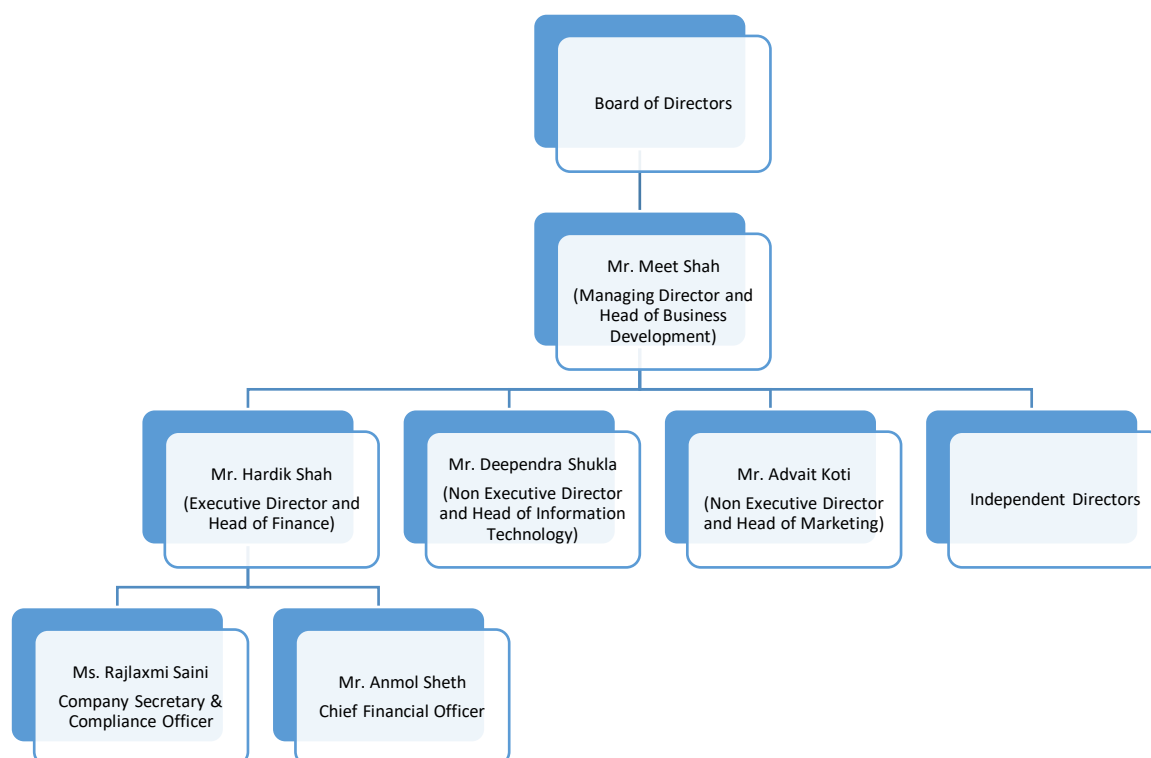 Board of Directors
Mr. Meet Shah
(Managing Director and
Head of Business
Development)
Mr. Hardik Shah
(Executive Director and
Head of Finance)
Mr. Deependra Shukla
(Non Executive Director
and Head of Information
Technology)
Mr. Advait Koti
(Non Executive Director
and Head of Marketing)
Independent Directors
Ms. Rajlaxmi Saini
Company Secretary &
Compliance Officer
Mr. Anmol Sheth
Chief Financial Officer